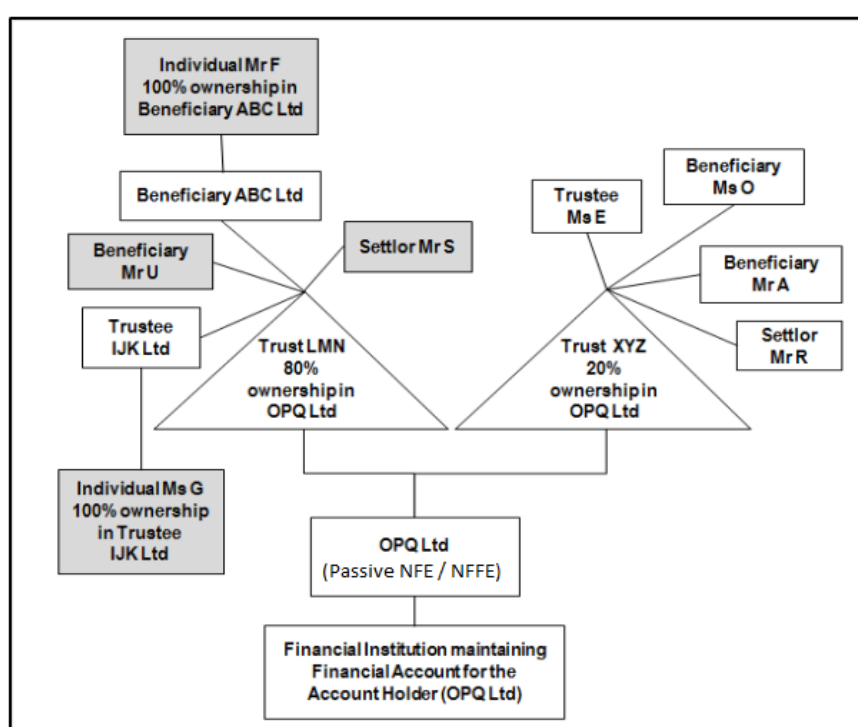 Individual Mr F
100% ownership in
Beneficiary ABC Ltd
Beneficiary ABC Ltd
Beneficiary
Mr U
Settlor Mr S
Trustee
IJK Ltd
Trust LMN
80%
ownership in
OPQ Ltd
Individual Ms G
100% ownership
in Trustee
IJK Ltd
Beneficiary
Ms O
Trustee
Ms E
Beneficiary
Mr A
Settlor
Mr R
Trust XYZ
20%
ownership in
OPQ Ltd
OPQ Ltd
(Passive NFE / NFFE)
Financial Institution maintaining
Financial Account for the
Account Holder (OPQ Ltd)